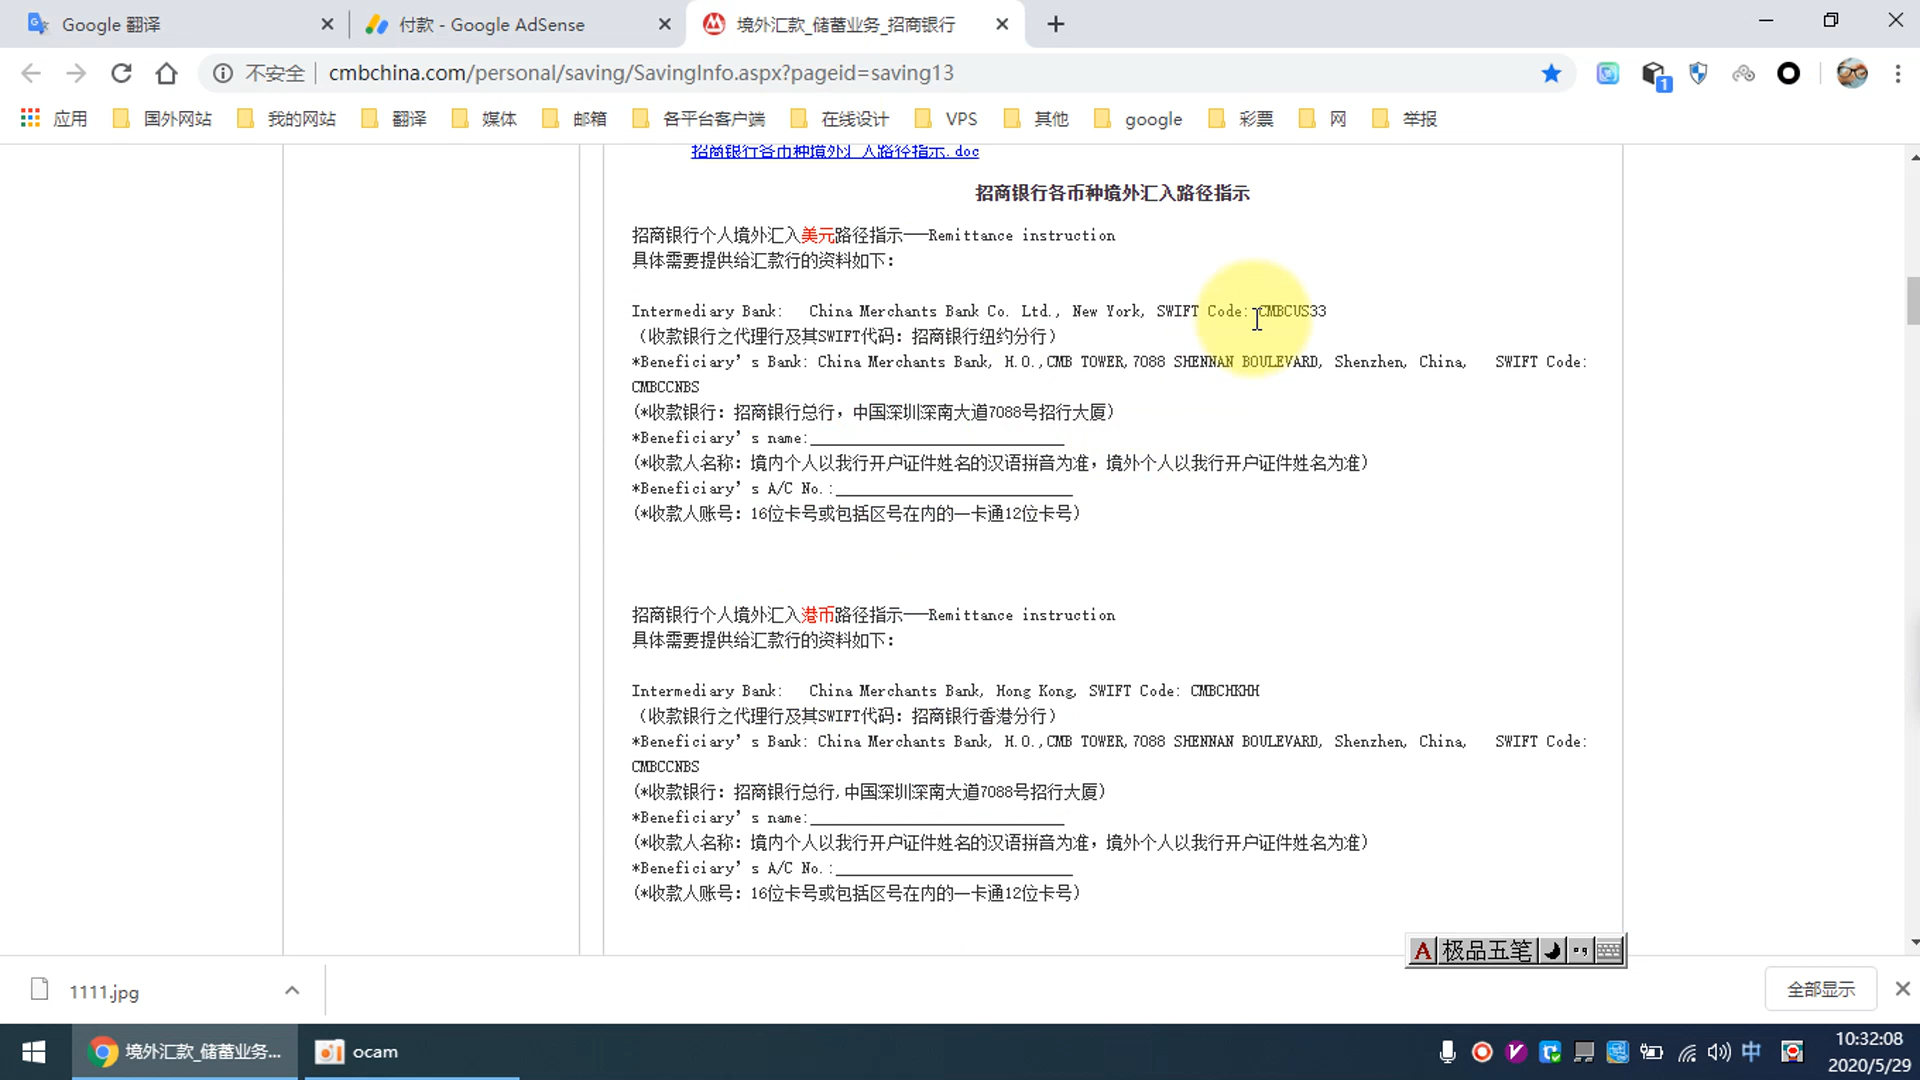 Google 翻译
付款 - Google AdSense
境外汇款_储蓄业务_招商银行
不安全 cmbchina.com/personal/saving/SavingInfo.aspx?pageid=saving13
1
应用 国外网站 我的网站 翻译 媒体 邮箱 各平台客户端 在线设计 VPS 其他 google 彩票 网 举报
招商银行各币种境外汇入路径指示.doc
招商银行各币种境外汇入路径指示
招商银行个人境外汇入美元路径指示──Remittance instruction
具体需要提供给汇款行的资料如下：
Intermediary Bank: China Merchants Bank Co. Ltd., New York, SWIFT Code: CMBCUS33
（收款银行之代理行及其SWIFT代码：招商银行纽约分行）
*Beneficiary’s Bank: China Merchants Bank, H.O.,CMB TOWER,7088 SHENNAN BOULEVARD, Shenzhen, China, SWIFT Code:
CMBCCNBS
(*收款银行：招商银行总行，中国深圳深南大道7088号招行大厦)
*Beneficiary’s name:______________________________
(*收款人名称：境内个人以我行开户证件姓名的汉语拼音为准，境外个人以我行开户证件姓名为准)
*Beneficiary’s A/C No.:____________________________
(*收款人账号：16位卡号或包括区号在内的一卡通12位卡号)
招商银行个人境外汇入港币路径指示──Remittance instruction
具体需要提供给汇款行的资料如下：
Intermediary Bank: China Merchants Bank, Hong Kong, SWIFT Code: CMBCHKHH
（收款银行之代理行及其SWIFT代码：招商银行香港分行）
*Beneficiary’s Bank: China Merchants Bank, H.O.,CMB TOWER,7088 SHENNAN BOULEVARD, Shenzhen, China, SWIFT Code:
CMBCCNBS
(*收款银行：招商银行总行,中国深圳深南大道7088号招行大厦)
*Beneficiary’s name:______________________________
(*收款人名称：境内个人以我行开户证件姓名的汉语拼音为准，境外个人以我行开户证件姓名为准)
*Beneficiary’s A/C No.:____________________________
(*收款人账号：16位卡号或包括区号在内的一卡通12位卡号)
A 极品五笔
1111.jpg
全部显示
境外汇款_储蓄业务...
ocam
中
10:32:08
2020/5/29